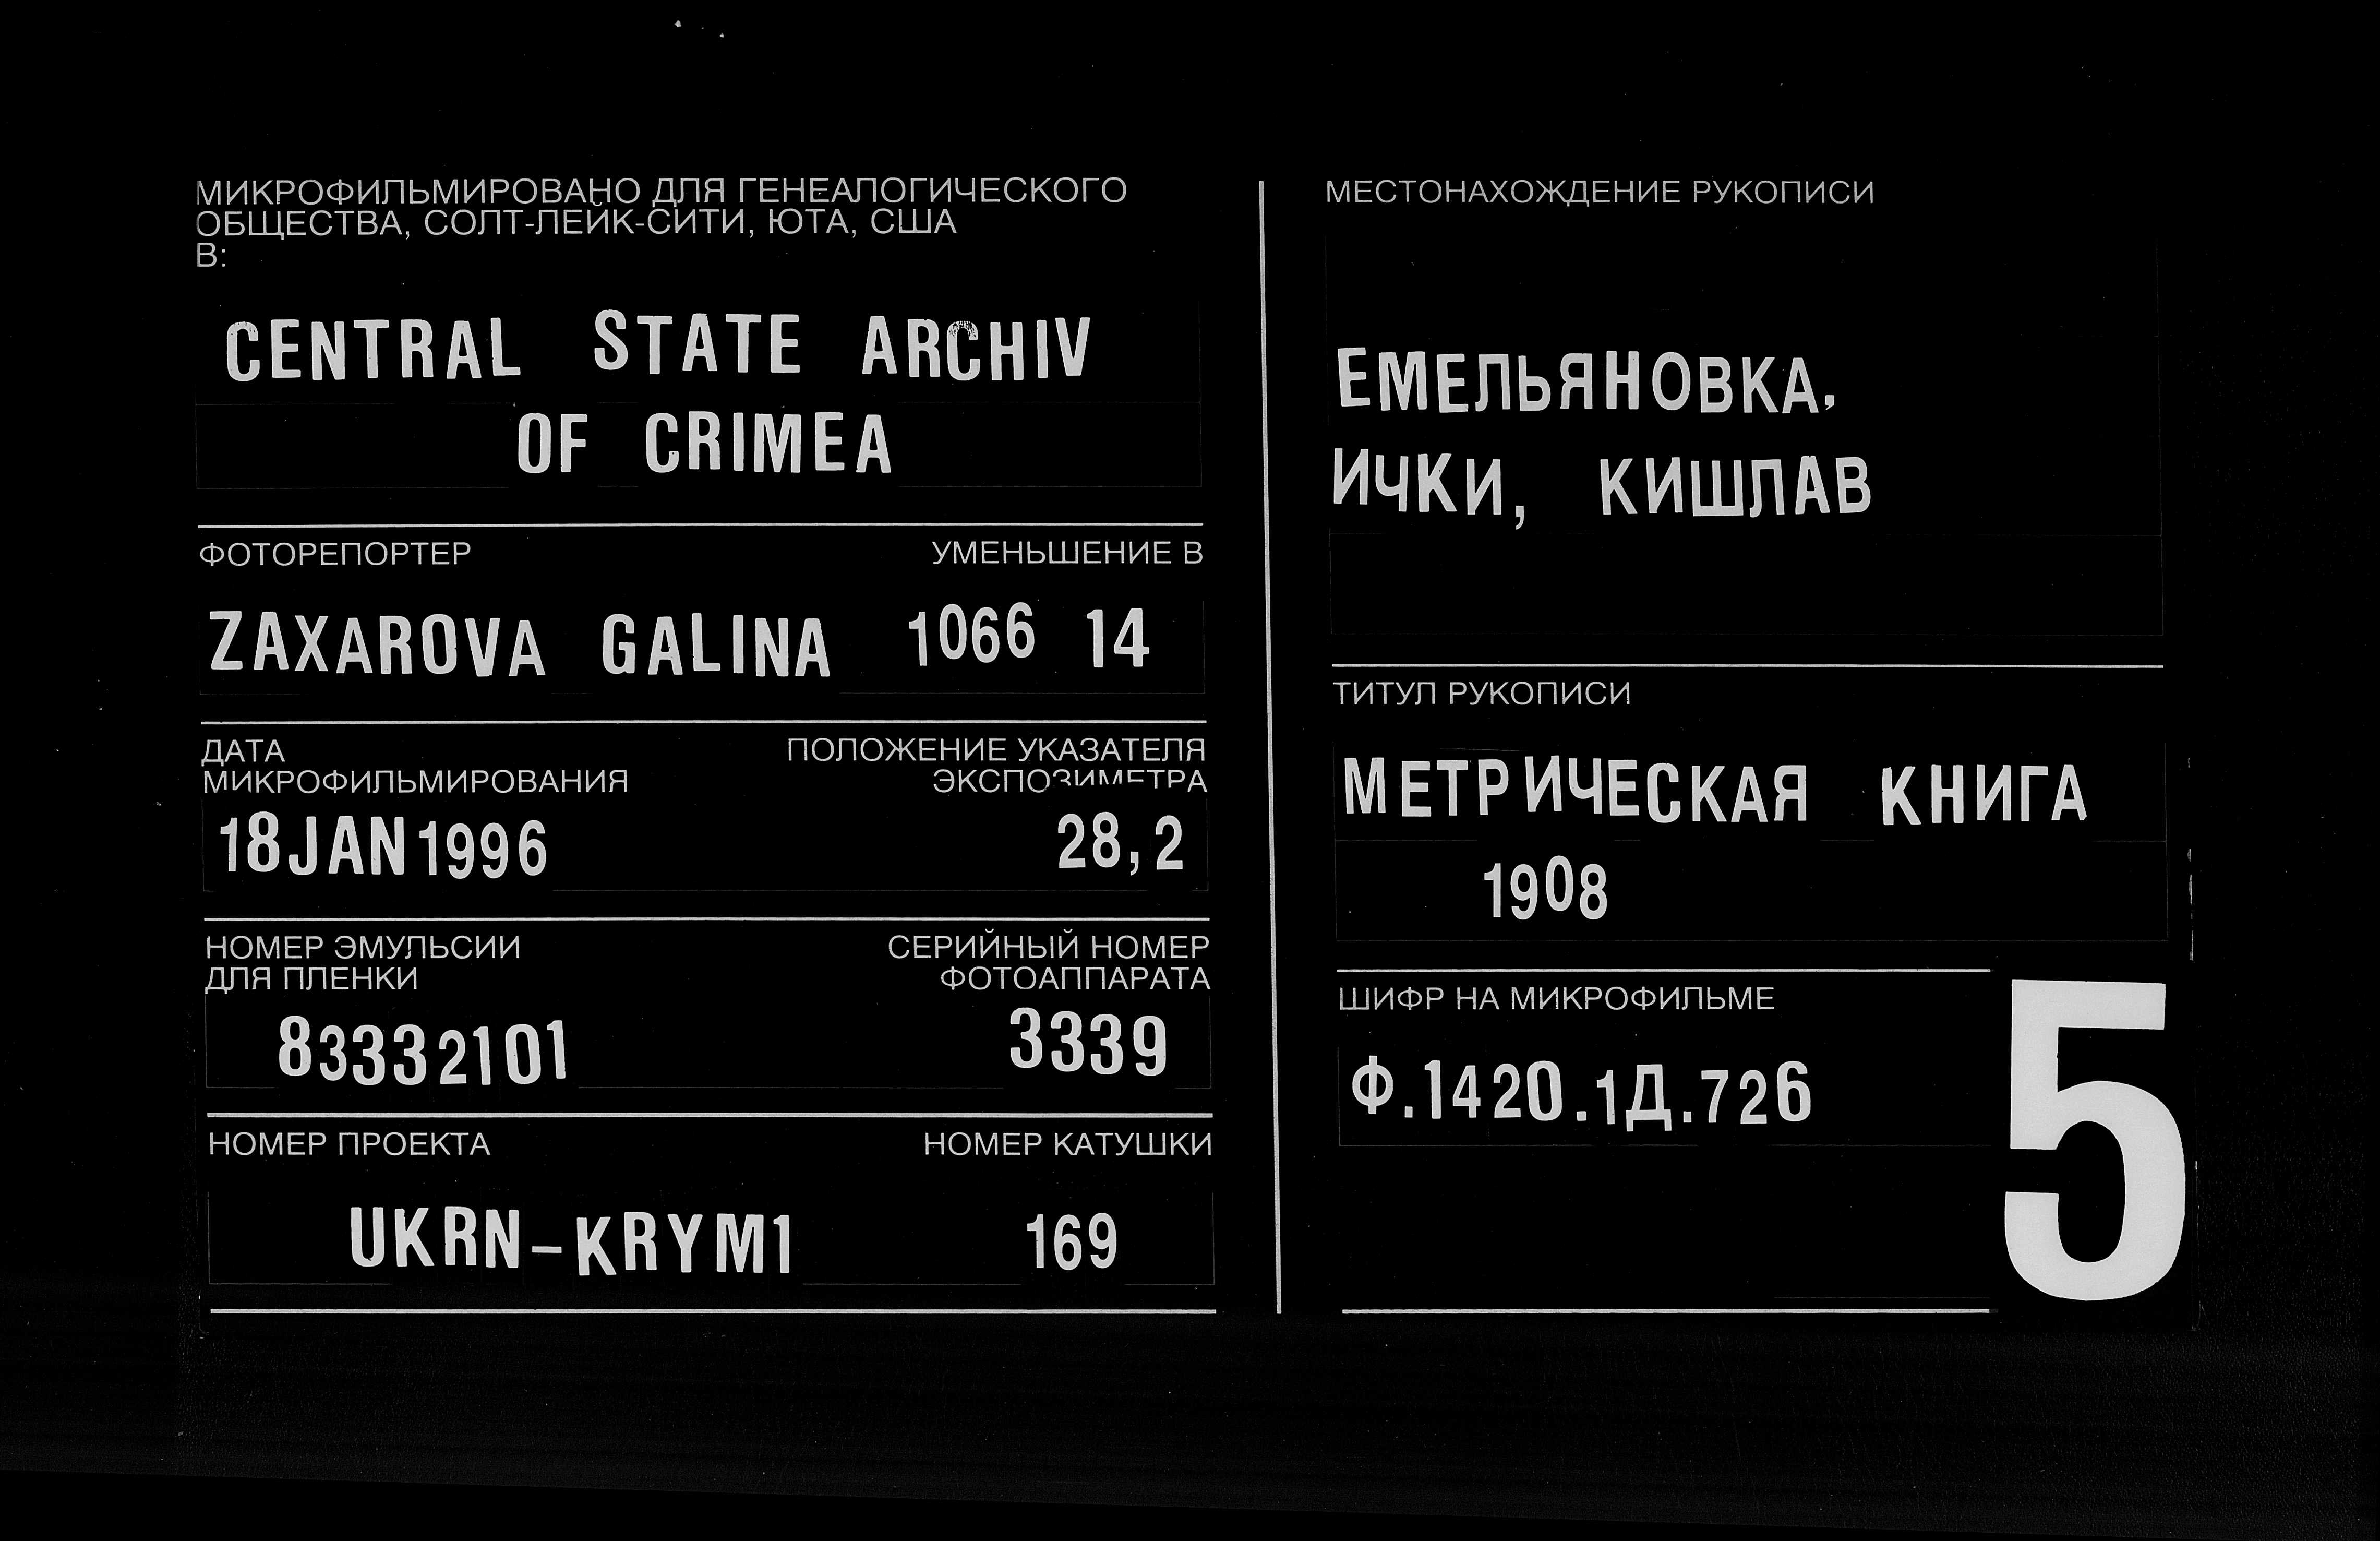 МИКРОФИЛЬМИРОВАНО ДЛЯ ГЕНЕАЛОГИЧЕСКОГО
ОБЩЕСТВА, СОЛТ-ЛЕЙК-СИТИ, ЮТА, США
В:
CENTRAL STATE ARCHIV
OF CRIMEA
ФОТОРЕПОРТЕР УМЕНЬШЕНИЕ В
ZAXAROVA GALINA 1066 14
ДАТА ПОЛОЖЕНИЕ УКАЗАТЕЛЯ
МИКРОФИЛЬМИРОВАНИЯ ЭКСПОЗИМЕТРА
18JAN1996 28,2
НОМЕР ЭМУЛЬСИИ СЕРИЙНЫЙ НОМЕР
ДЛЯ ПЛЕНКИ ФОТОАППАРАТА
83332101 3339
НОМЕР ПРОЕКТА НОМЕР КАТУШКИ
UKRN-KRYM1 169
МЕСТОНАХОЖДЕНИЕ РУКОПИСИ
ЕМЕЛЬЯНОВКА,
ИЧКИ, КИШЛАВ
ТИТУЛ РУКОПИСИ
МЕТРИЧЕСКАЯ КНИГА
1908
ШИФР НА МИКРОФИЛЬМЕ
Ф.1420.1Д.726
5